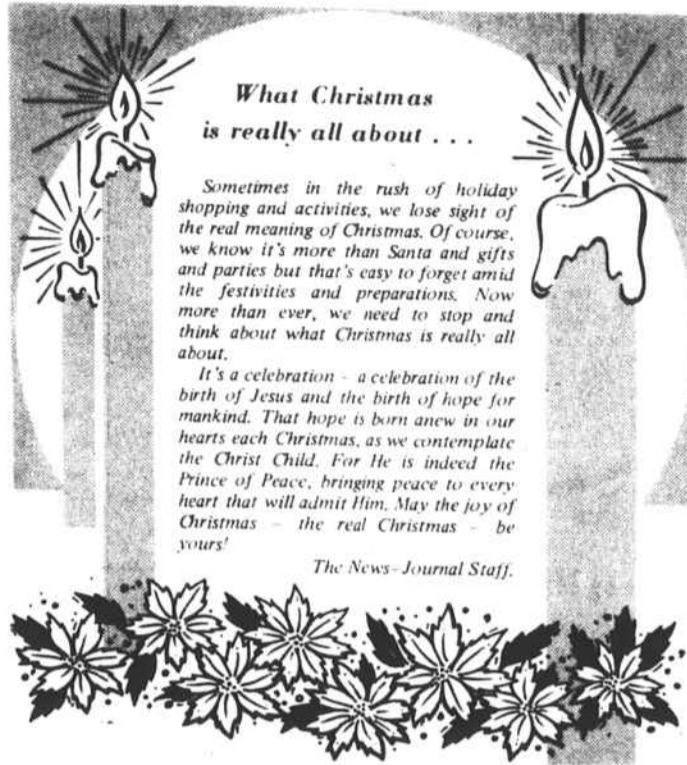 What Christmas
is really all about . . .
Sometimes in the rush of holiday
shopping and activities, we lose sight of
the real meaning of Christmas. Of course,
we know it's more than Santa and gifts
and parties but that's easy to forget amid
the festivities and preparations. Now
more than ever, we need to stop and
think about what Christmas is really all
about.
It's a celebration - a celebration of the
birth of Jesus and the birth of hope for
mankind. That hope is born anew in our
hearts each Christmas, as we contemplate
the Christ Child. For He is indeed the
Prince of Peace, bringing peace to every
heart that will admit Him. May the joy of
Christmas - the real Christmas - be
yours!
The News-Journal Staff.